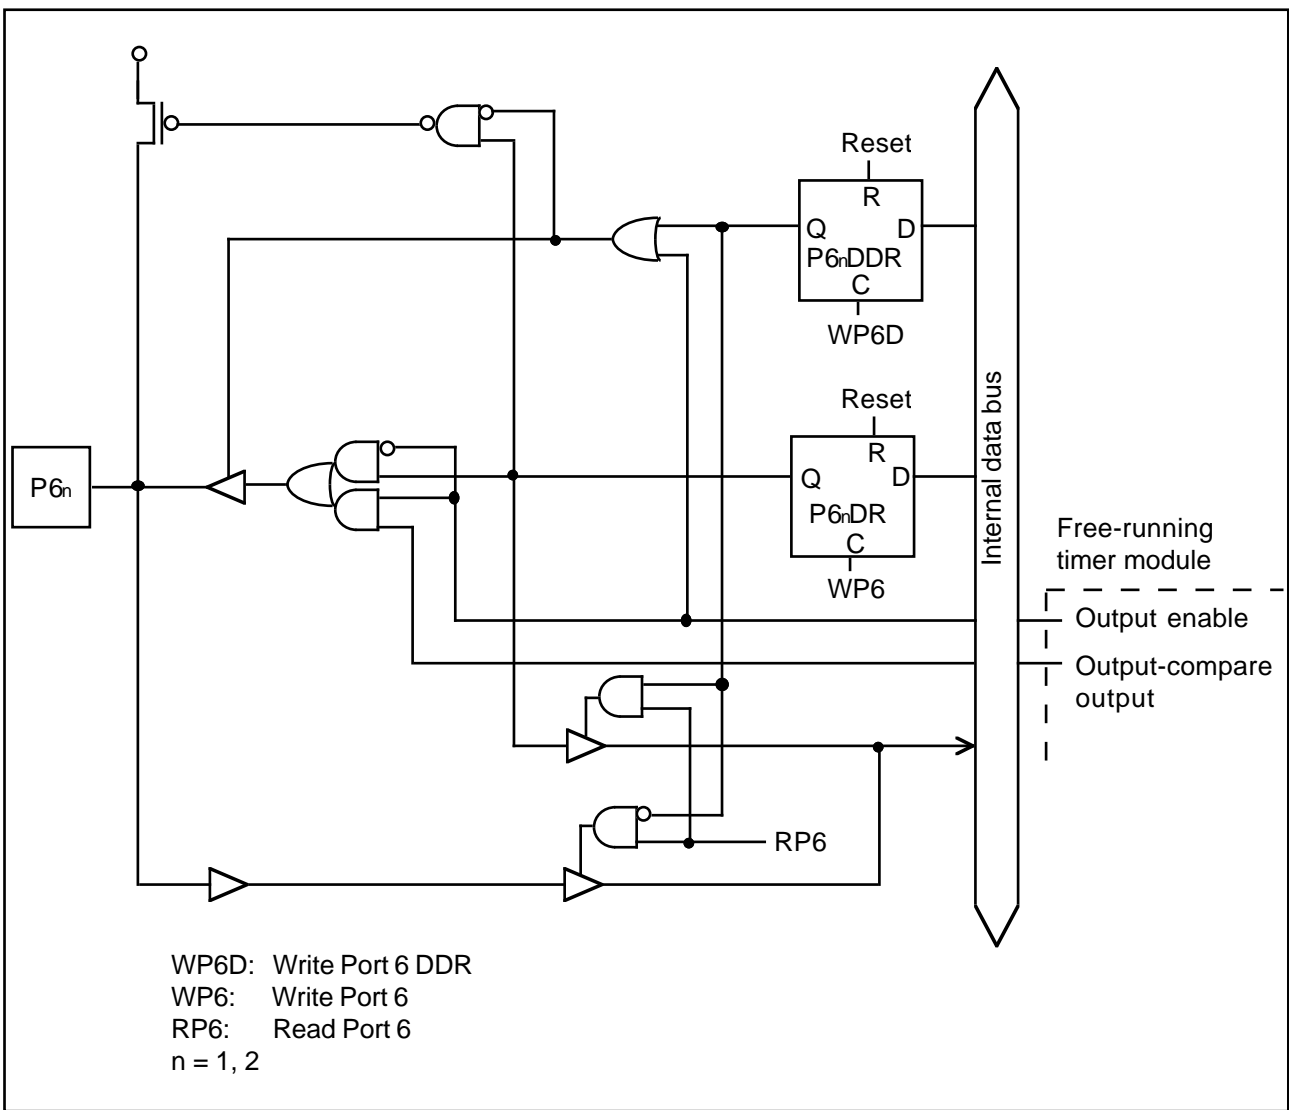 Reset
R
Q D
P6nDDR
C
WP6D
Reset
R
Q D
P6nDR
C
WP6
P6n
Internal data bus
Free-running
timer module
Output enable
Output-compare
output
RP6
WP6D: Write Port 6 DDR
WP6: Write Port 6
RP6: Read Port 6
n = 1, 2